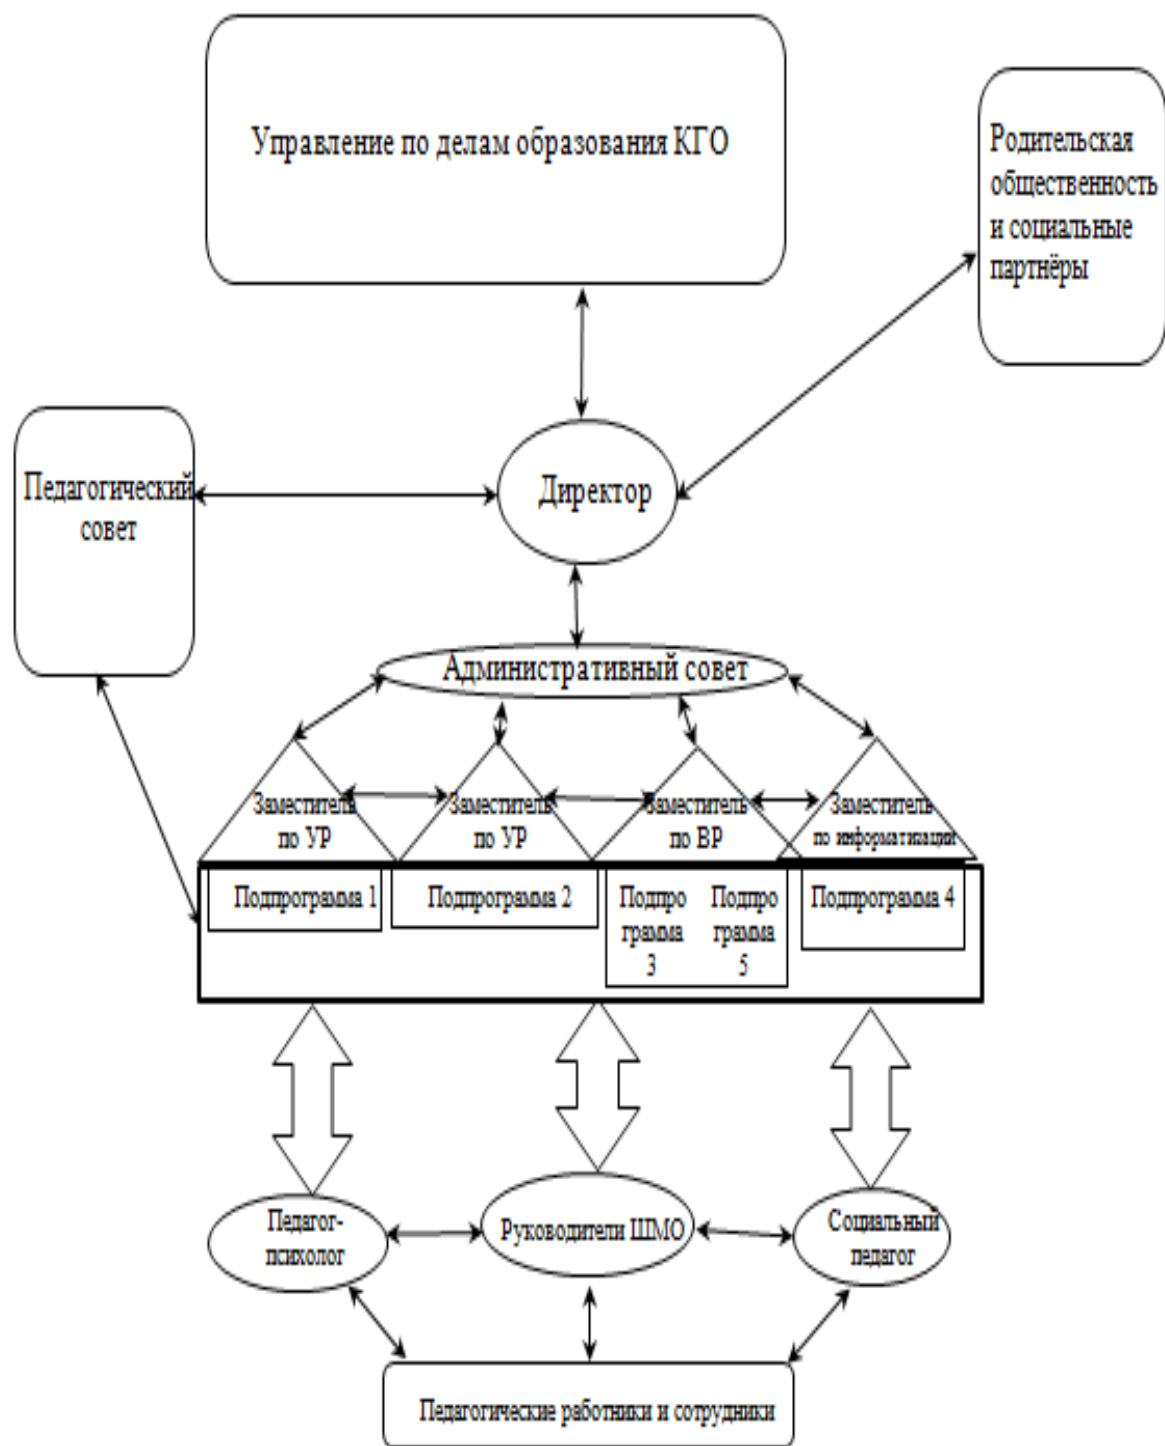 Управление по делам образования КГО
Родительская
общественность
и социальные
партнёры
Педагогический
совет
Директор
Административный совет
Заместитель
по УР
Заместитель
по УР
Заместитель
по ВР
Заместитель
по информатизации
Подпрограмма 1
Подпрограмма 2
Подпро
грамма
3
Подпро
грамма
5
Подпрограмма 4
Педагог-
психолог
Руководители ШМО
Социальный
педагог
Педагогические работники и сотрудники